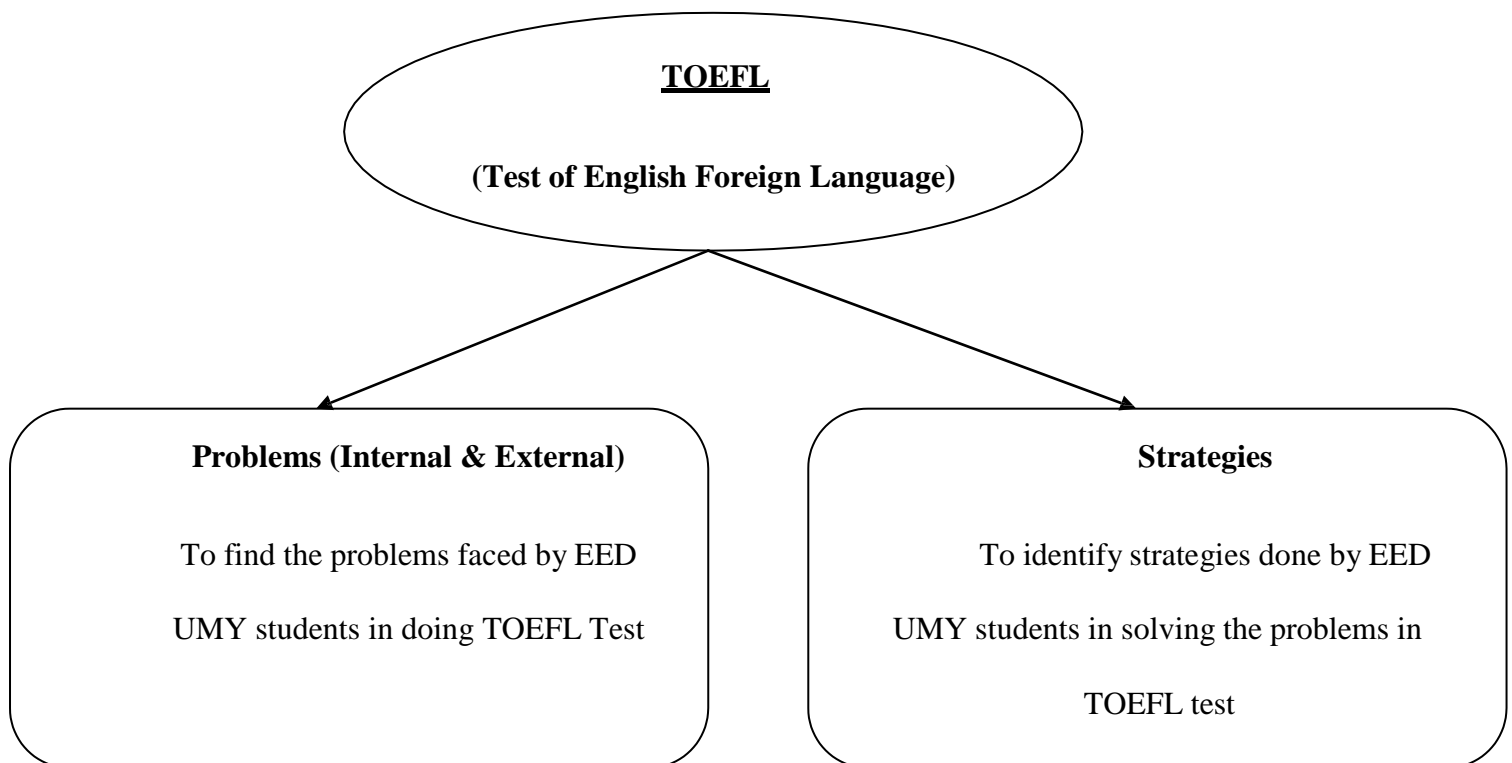 TOEFL
(Test of English Foreign Language)
Problems (Internal & External)
To find the problems faced by EED
UMY students in doing TOEFL Test
Strategies
To identify strategies done by EED
UMY students in solving the problems in
TOEFL test